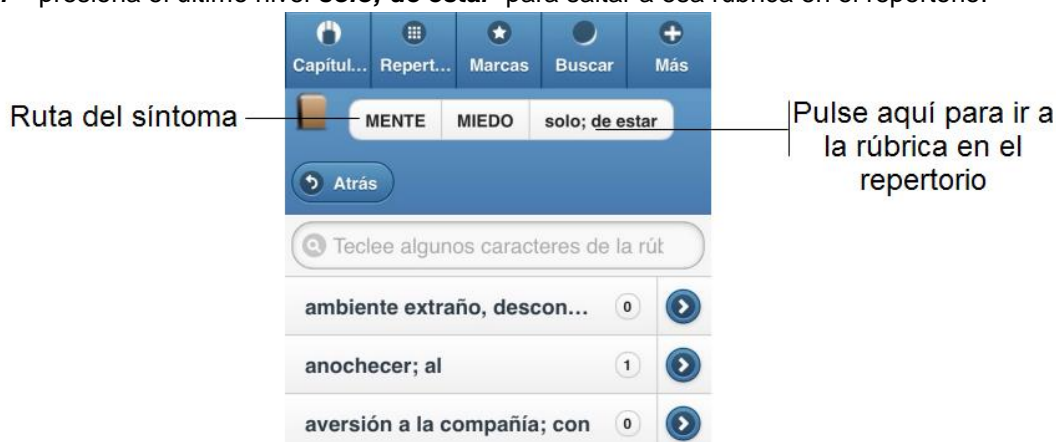 presiona el último nivel solo; de estar para saltar a esa rúbrica en el repertorio.
Capítul... Repert... Marcas Buscar Más
Ruta del síntoma
MENTE MIEDO solo; de estar
Pulse aquí para ir a
la rúbrica en el
repertorio
Atrás
Teclee algunos caracteres de la rúb
ambiente extraño, descon... 0
anochecer; al 1
aversión a la compañía; con 0